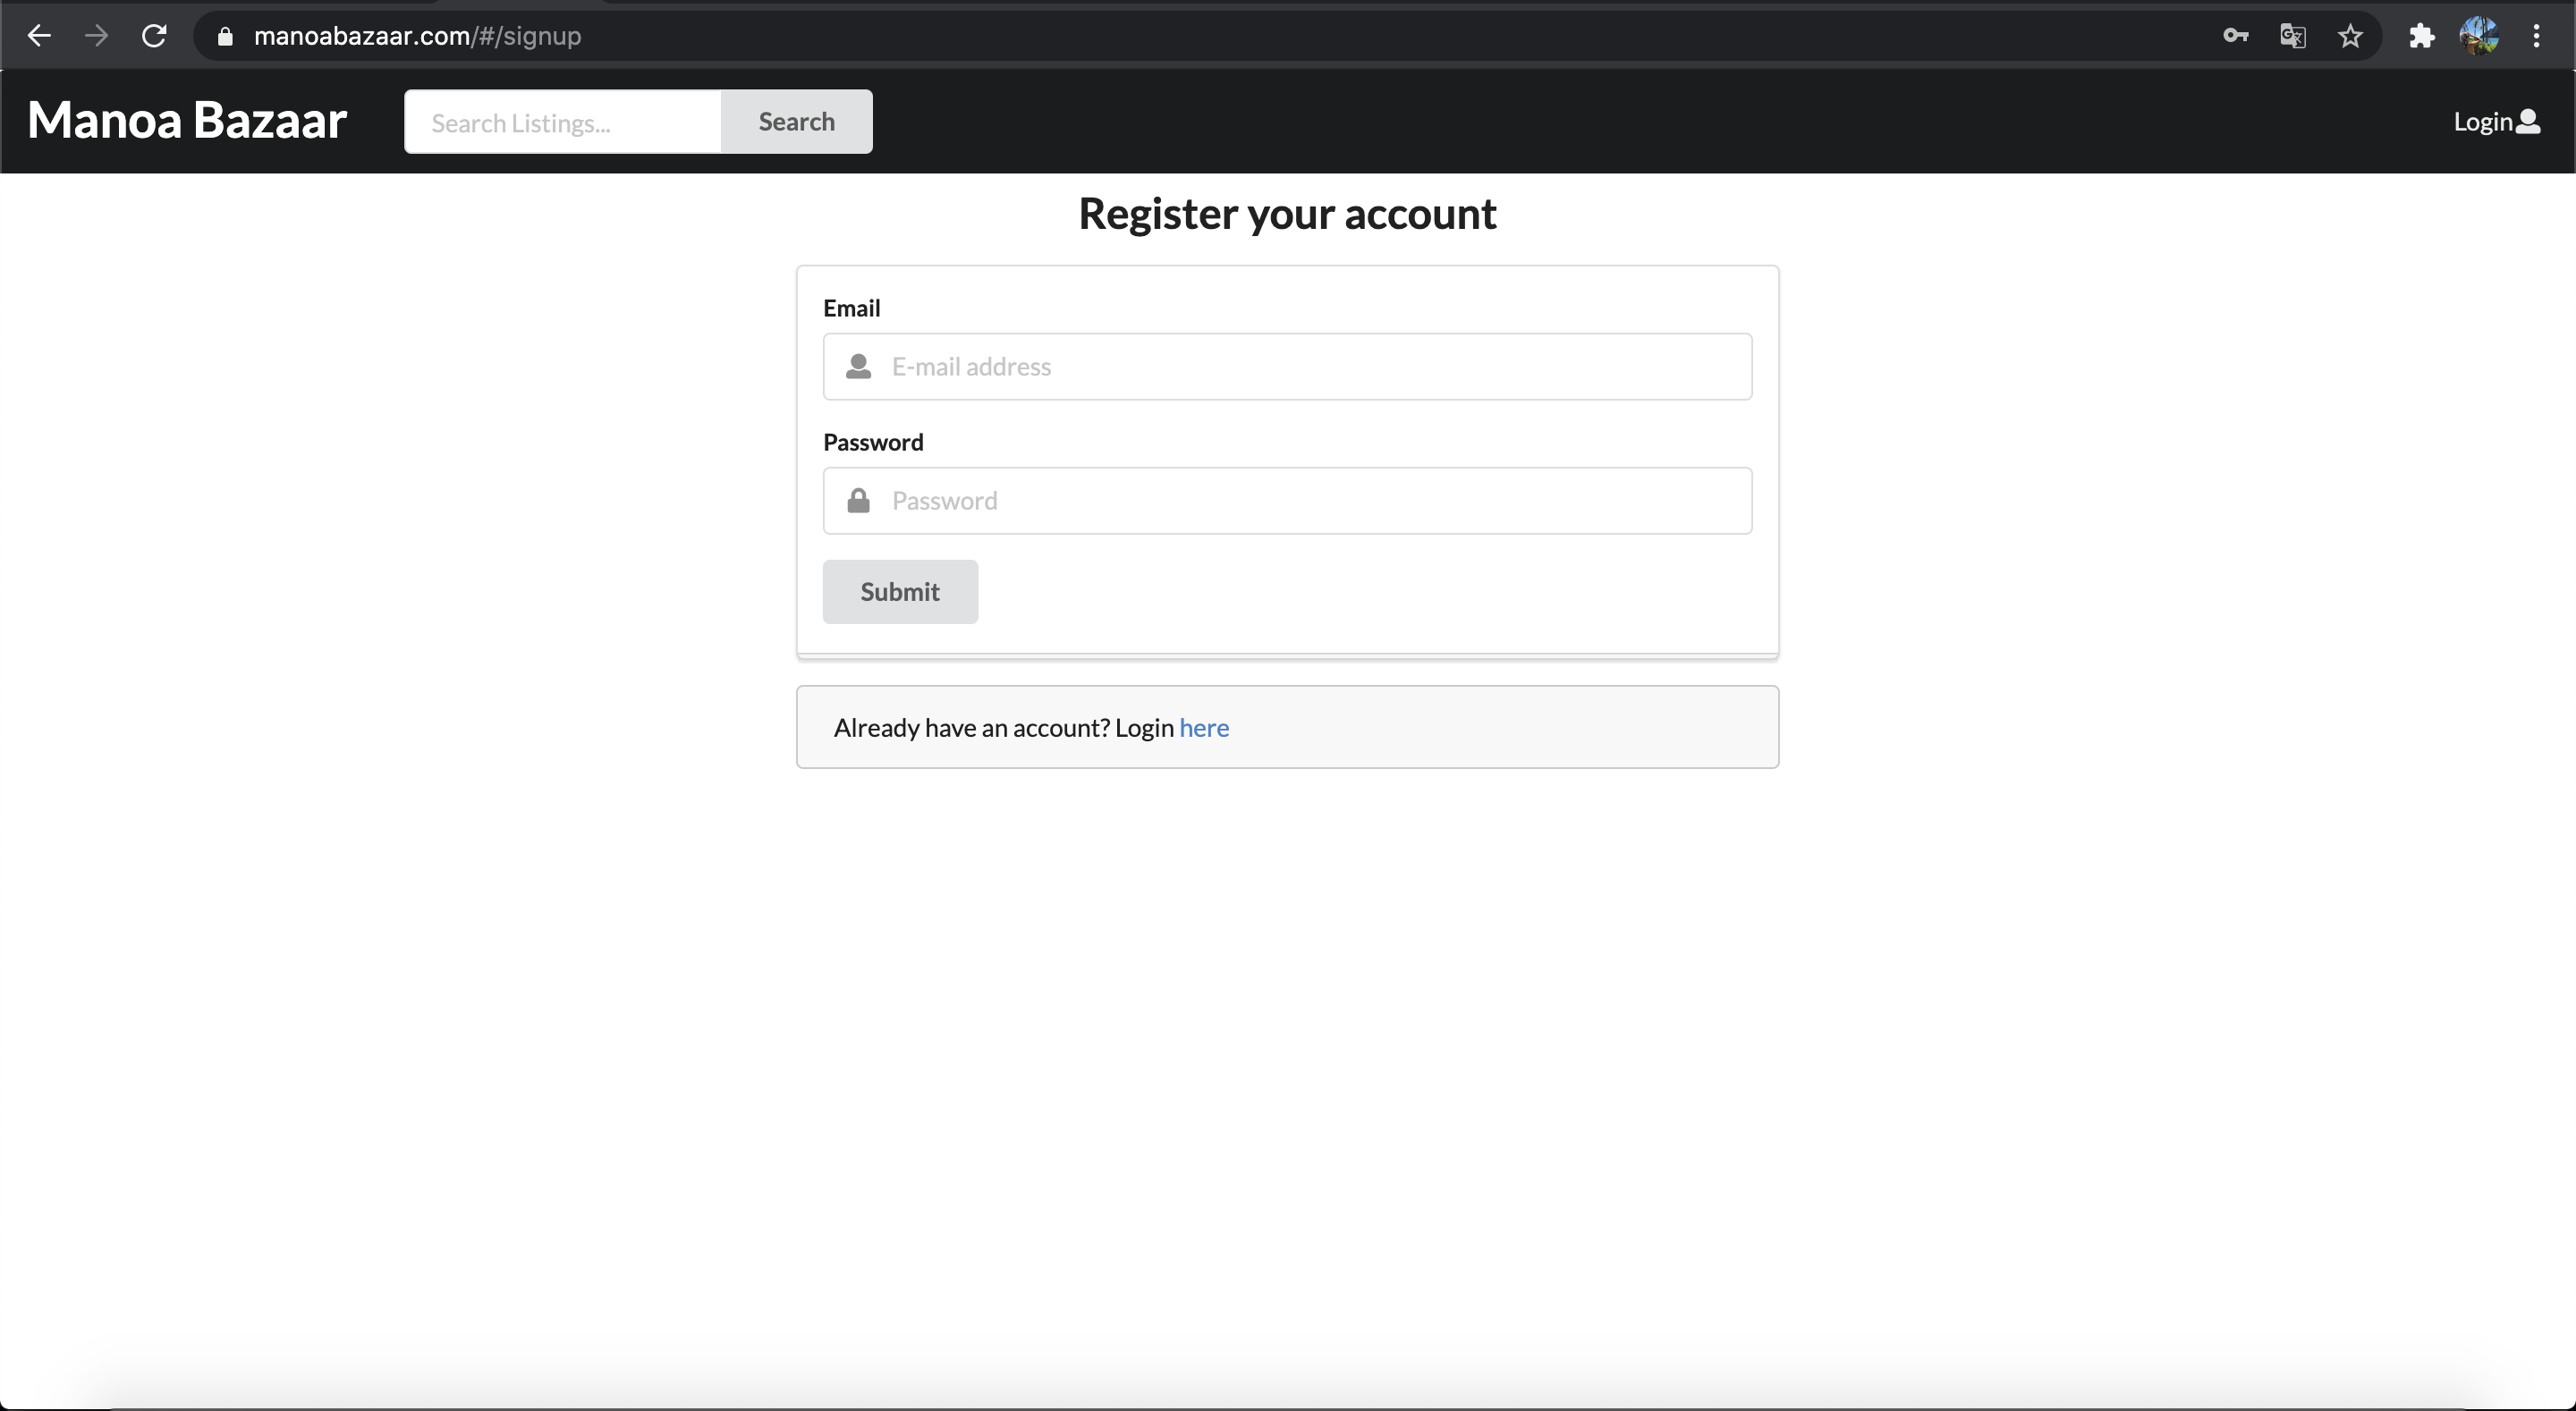 manoabazaar.com/#/signup
Manoa Bazaar
Search Listings...
Search
Login
Register your account
Email
E-mail address
Password
Password
Submit
Already have an account? Login here